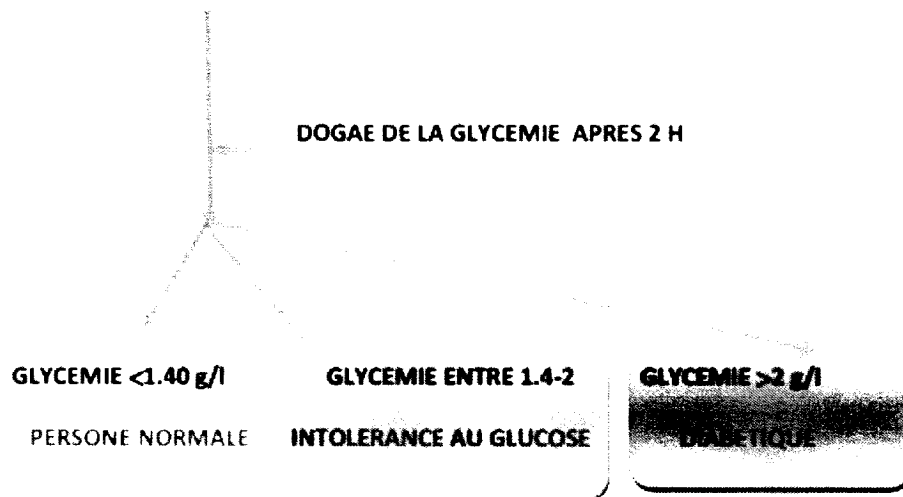 DOGAE DE LA GLYCEMIE APRES 2 H
GLYCEMIE <1.40 g/l
GLYCEMIE ENTRE 1.4-2
GLYCEMIE >2 g/l
PERSONE NORMALE
INTOLERANCE AU GLUCOSE
DIABETIQUE